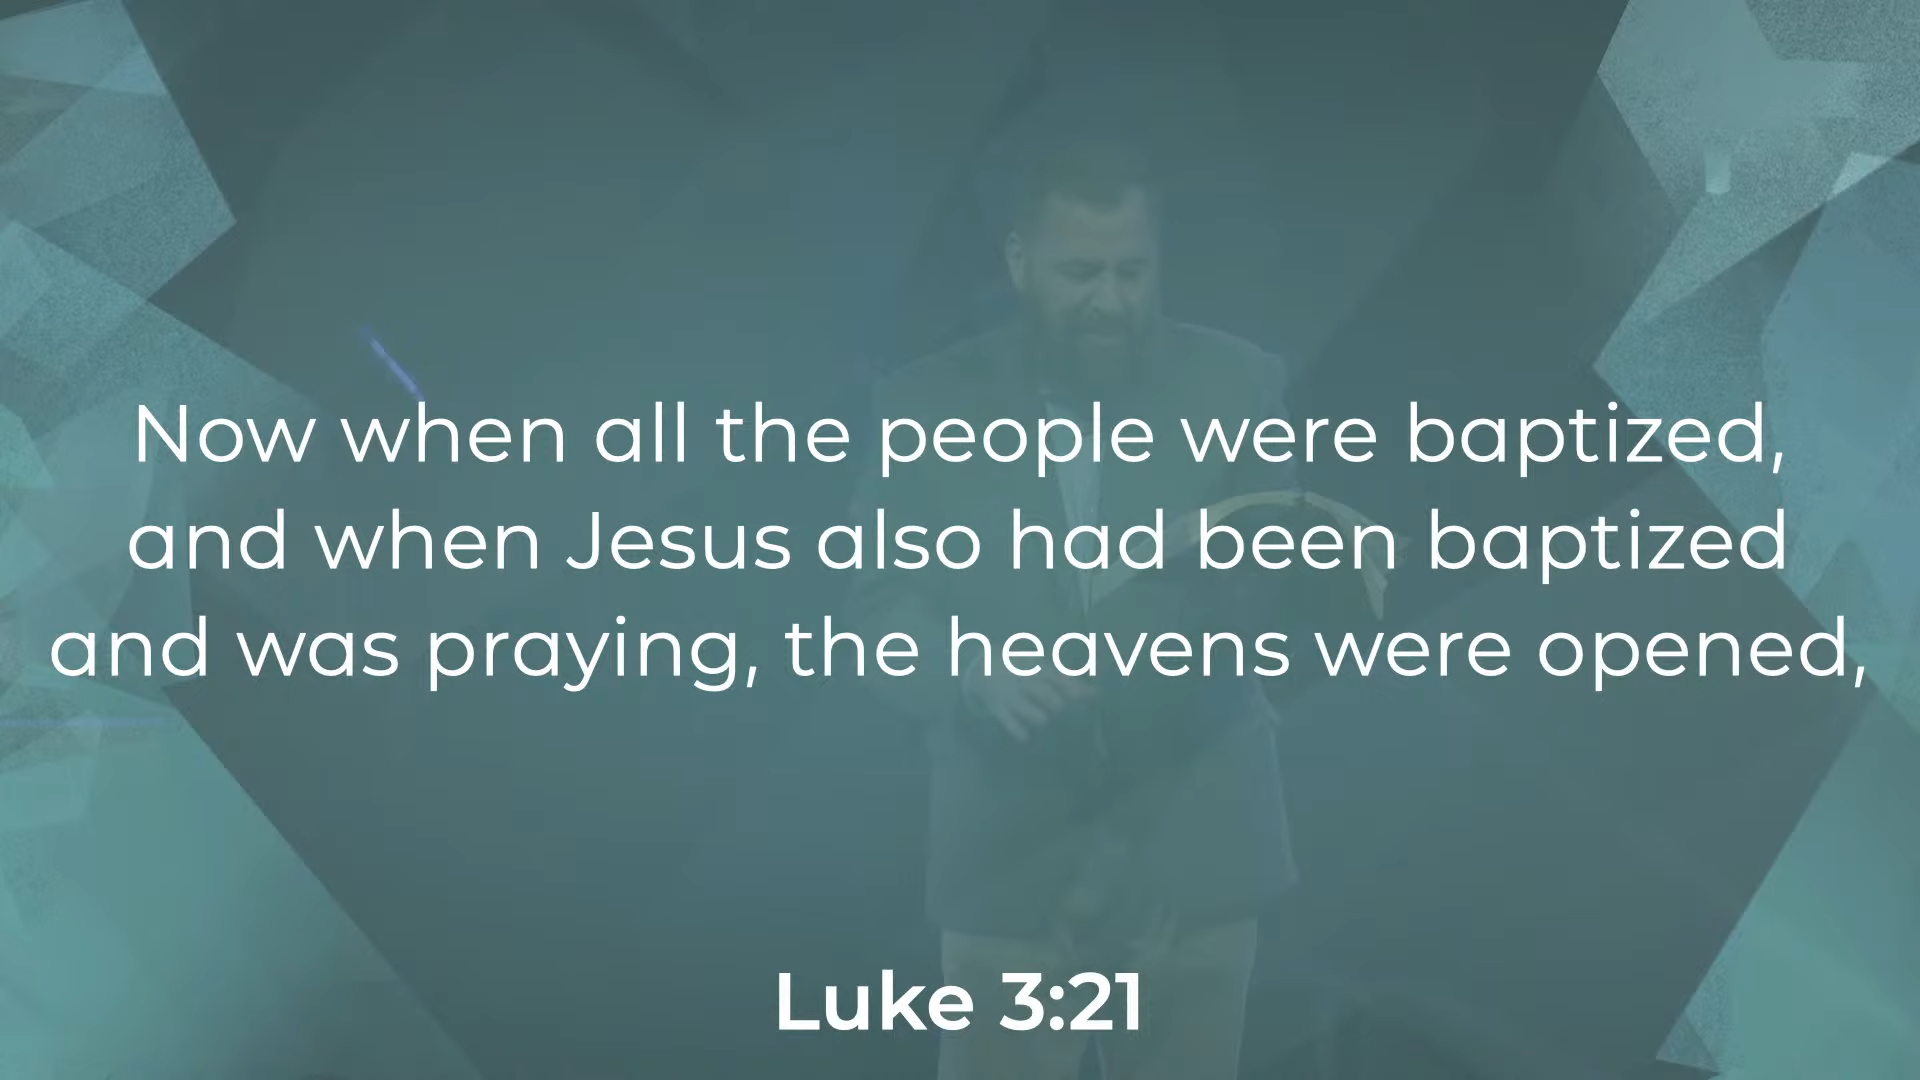 Now when all the people were baptized,
and when Jesus also had been baptized
and was praying, the heavens were opened,
Luke 3:21